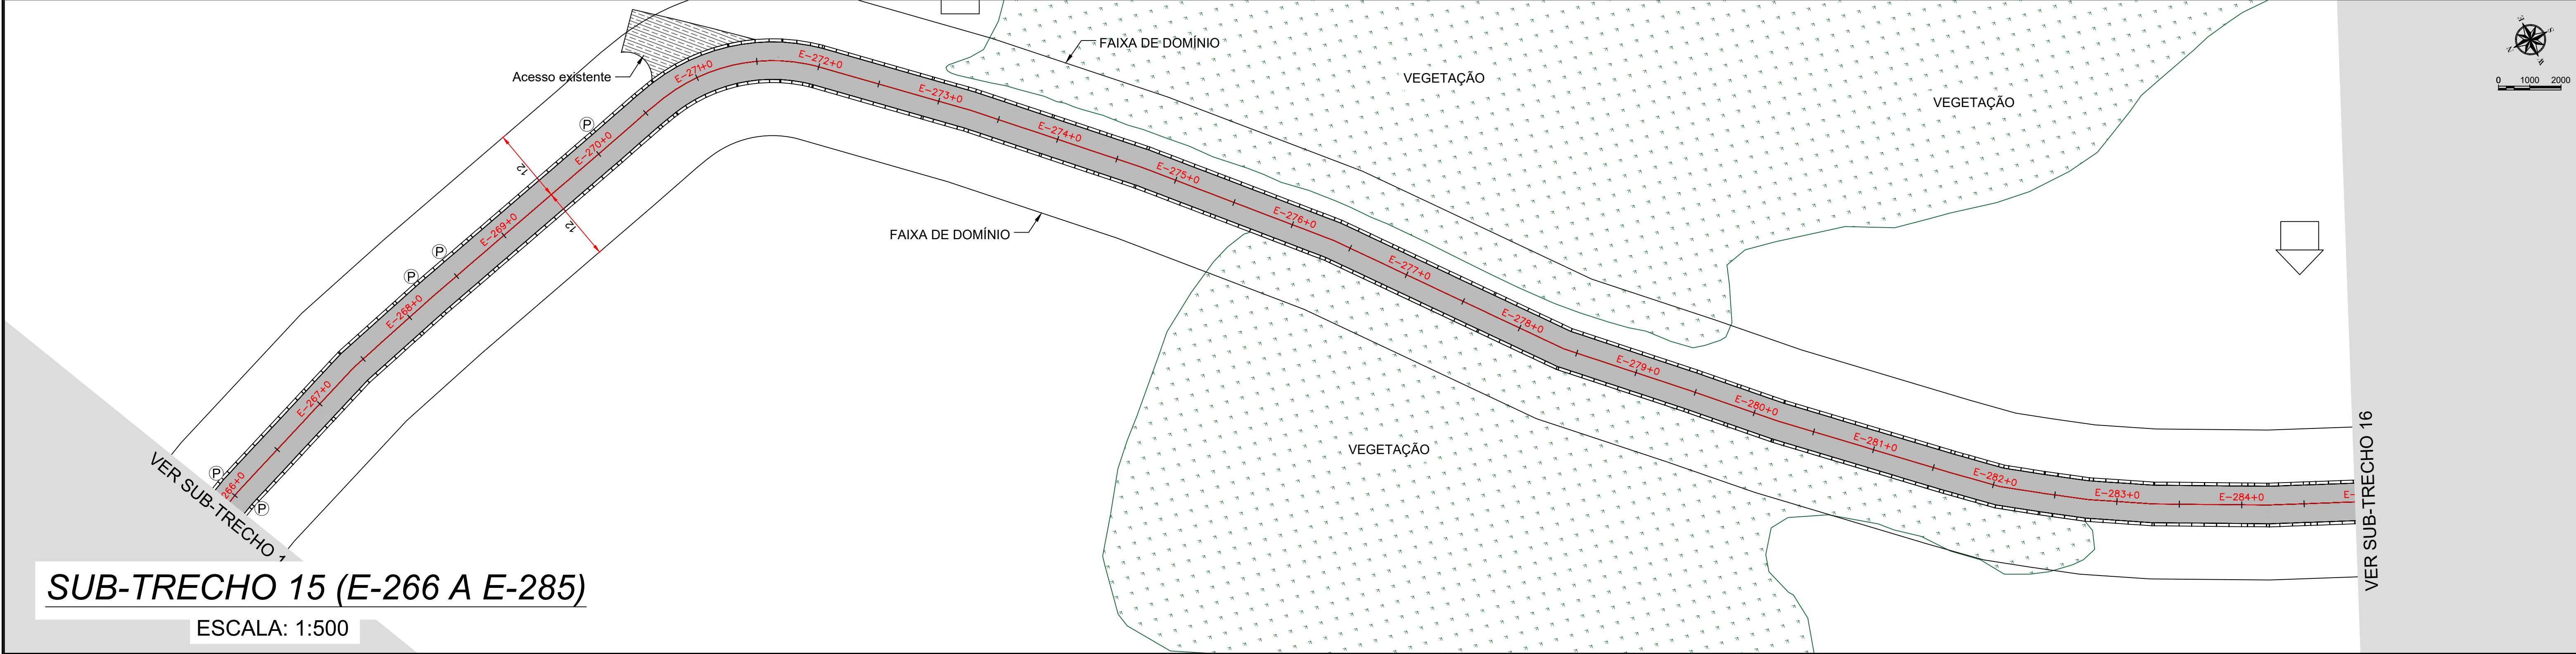 FAIXA DE DOMÍNIO
Acesso existente
VEGETAÇÃO
VEGETAÇÃO
0 1000 2000
P
E-271+0
E-272+0
E-273+0
E-274+0
E-275+0
E-276+0
E-277+0
E-278+0
E-279+0
E-280+0
E-281+0
E-282+0
E-283+0
E-284+0
E-
E-270+0
12
12
E-269+0
P
P
E-268+0
E-267+0
P
266+0
P
FAIXA DE DOMÍNIO
VEGETAÇÃO
VER SUB-TRECHO 1
VER SUB-TRECHO 16
SUB-TRECHO 15 (E-266 A E-285)
ESCALA: 1:500